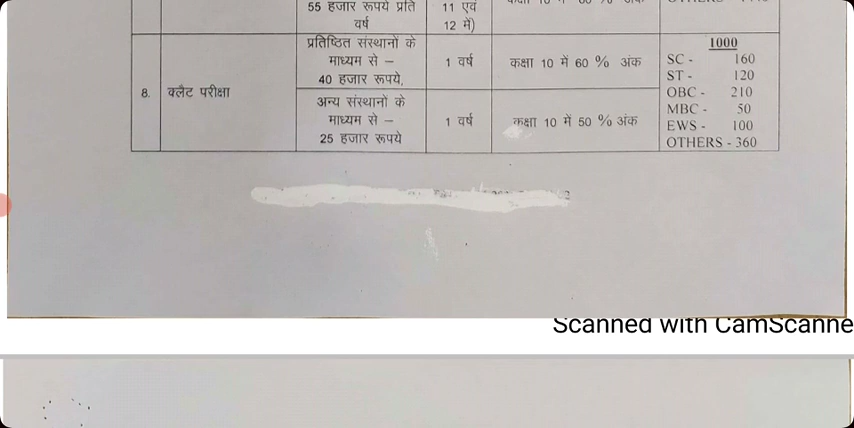 55 हजार रूपये प्रति
वर्ष
11 एवं
12 में)
8.
क्लैट परीक्षा
प्रतिष्ठित संस्थानों के
माध्यम से –
40 हजार रूपये,
1 वर्ष
कक्षा 10 में 60 % अंक
अन्य संस्थानों के
माध्यम से –
25 हजार रूपये
1 वर्ष
कक्षा 10 में 50 % अंक
1000
SC - 160
ST - 120
OBC - 210
MBC - 50
EWS - 100
OTHERS - 360
Scanned with CamScanne